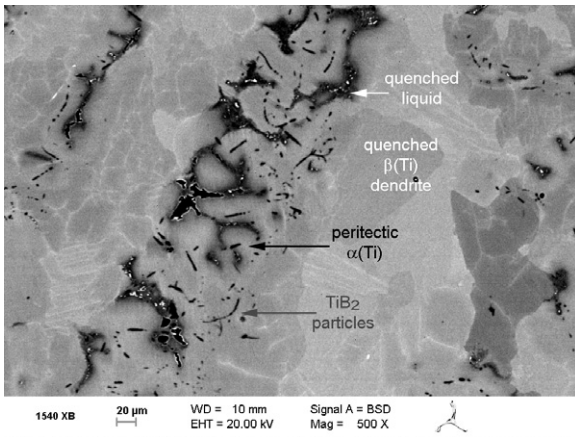 quenched
liquid
quenched
β(Ti)
dendrite
peritectic
α(Ti)
TiB2
particles
1540 XB
20 µm
WD = 10 mm
EHT = 20.00 kV
Signal A = BSD
Mag = 500 X